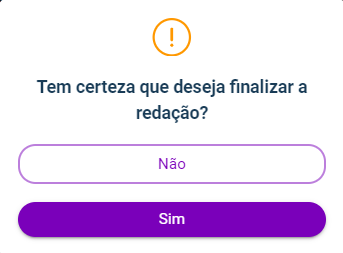 Tem certeza que deseja finalizar a
redação?
Não
Sim